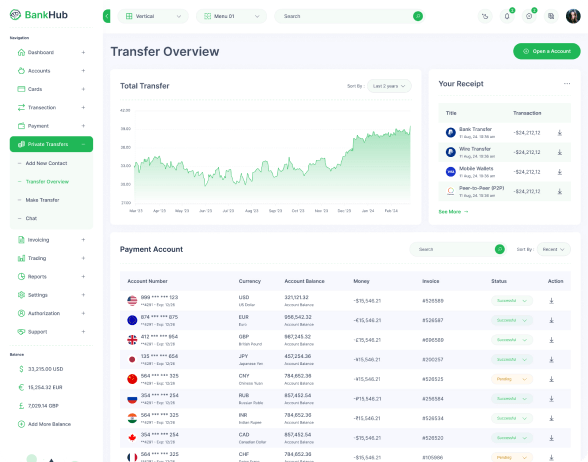 BankHub
Vertical
Menu 01
Search
2
2
Navigation
Dashboard +
Accounts +
Cards +
Transection +
Payment +
Private Transfers −
Add New Contact
Transfer Overview
Make Transfer
Chat
Invoicing +
Trading +
Reports +
Settings +
Authorization +
Support +
Balance
$ 33,215.00 USD
€ 15,254.32 EUR
£ 7,029.14 GBP
Add More Balance
Transfer Overview
Open a Account
Total Transfer
Sort By
Last 2 years
42.00
39.00
36.00
33.00
30.00
27.00
Mar '23
Apr '23
May '23
Jun '23
Jul '23
Aug '23
Sep '23
Oct '23
Nov '23
Dec '23
Jan '24
Feb '24
Your Receipt
Title Transaction
Bank Transfer -$24,212,12
11 Aug, 24. 10:36 am
Wire Transfer -$24,212,12
11 Aug, 24. 10:36 am
Mobile Wallets -$24,212,12
11 Aug, 24. 10:36 am
Peer-to-Peer (P2P) -$24,212,12
11 Aug, 24. 10:36 am
See More →
Payment Account
Search
Sort By
Recent
Account Number Currency Account Balance Money Invoice Status Action
999 *** *** 123 USD 321,121.32 -$15,546.21 #526589 Successful
**4291 - Exp: 12/26 US Dollar Account Balance
874 *** *** 875 EUR 956,542.32 -€15,546.21 #526587 Successful
**4291 - Exp: 12/26 Euro Account Balance
412 *** *** 954 GBP 987,245.32 -£15,546.21 #696589 Successful
**4291 - Exp: 12/26 British Pound Account Balance
135 *** *** 654 JPY 457,254.36 -¥15,546.21 #200257 Successful
**4291 - Exp: 12/26 Japanese Yen Account Balance
564 *** *** 325 CNY 784,652.36 -¥15,546.21 #526525 Pending
**4291 - Exp: 12/26 Chinese Yuan Account Balance
354 *** *** 254 RUB 857,452.54 -₽15,546.21 #256584 Successful
**4291 - Exp: 12/26 Russian Ruble Account Balance
564 *** *** 325 INR 784,652.36 -₹15,546.21 #526534 Successful
**4291 - Exp: 12/26 Indian Rupee Account Balance
354 *** *** 254 CAD 857,452.54 -$15,546.21 #526520 Successful
**4291 - Exp: 12/26 Canadian Dollar Account Balance
564 *** *** 325 CHF 784,652.36 -$15,546.21 #105986 Pending